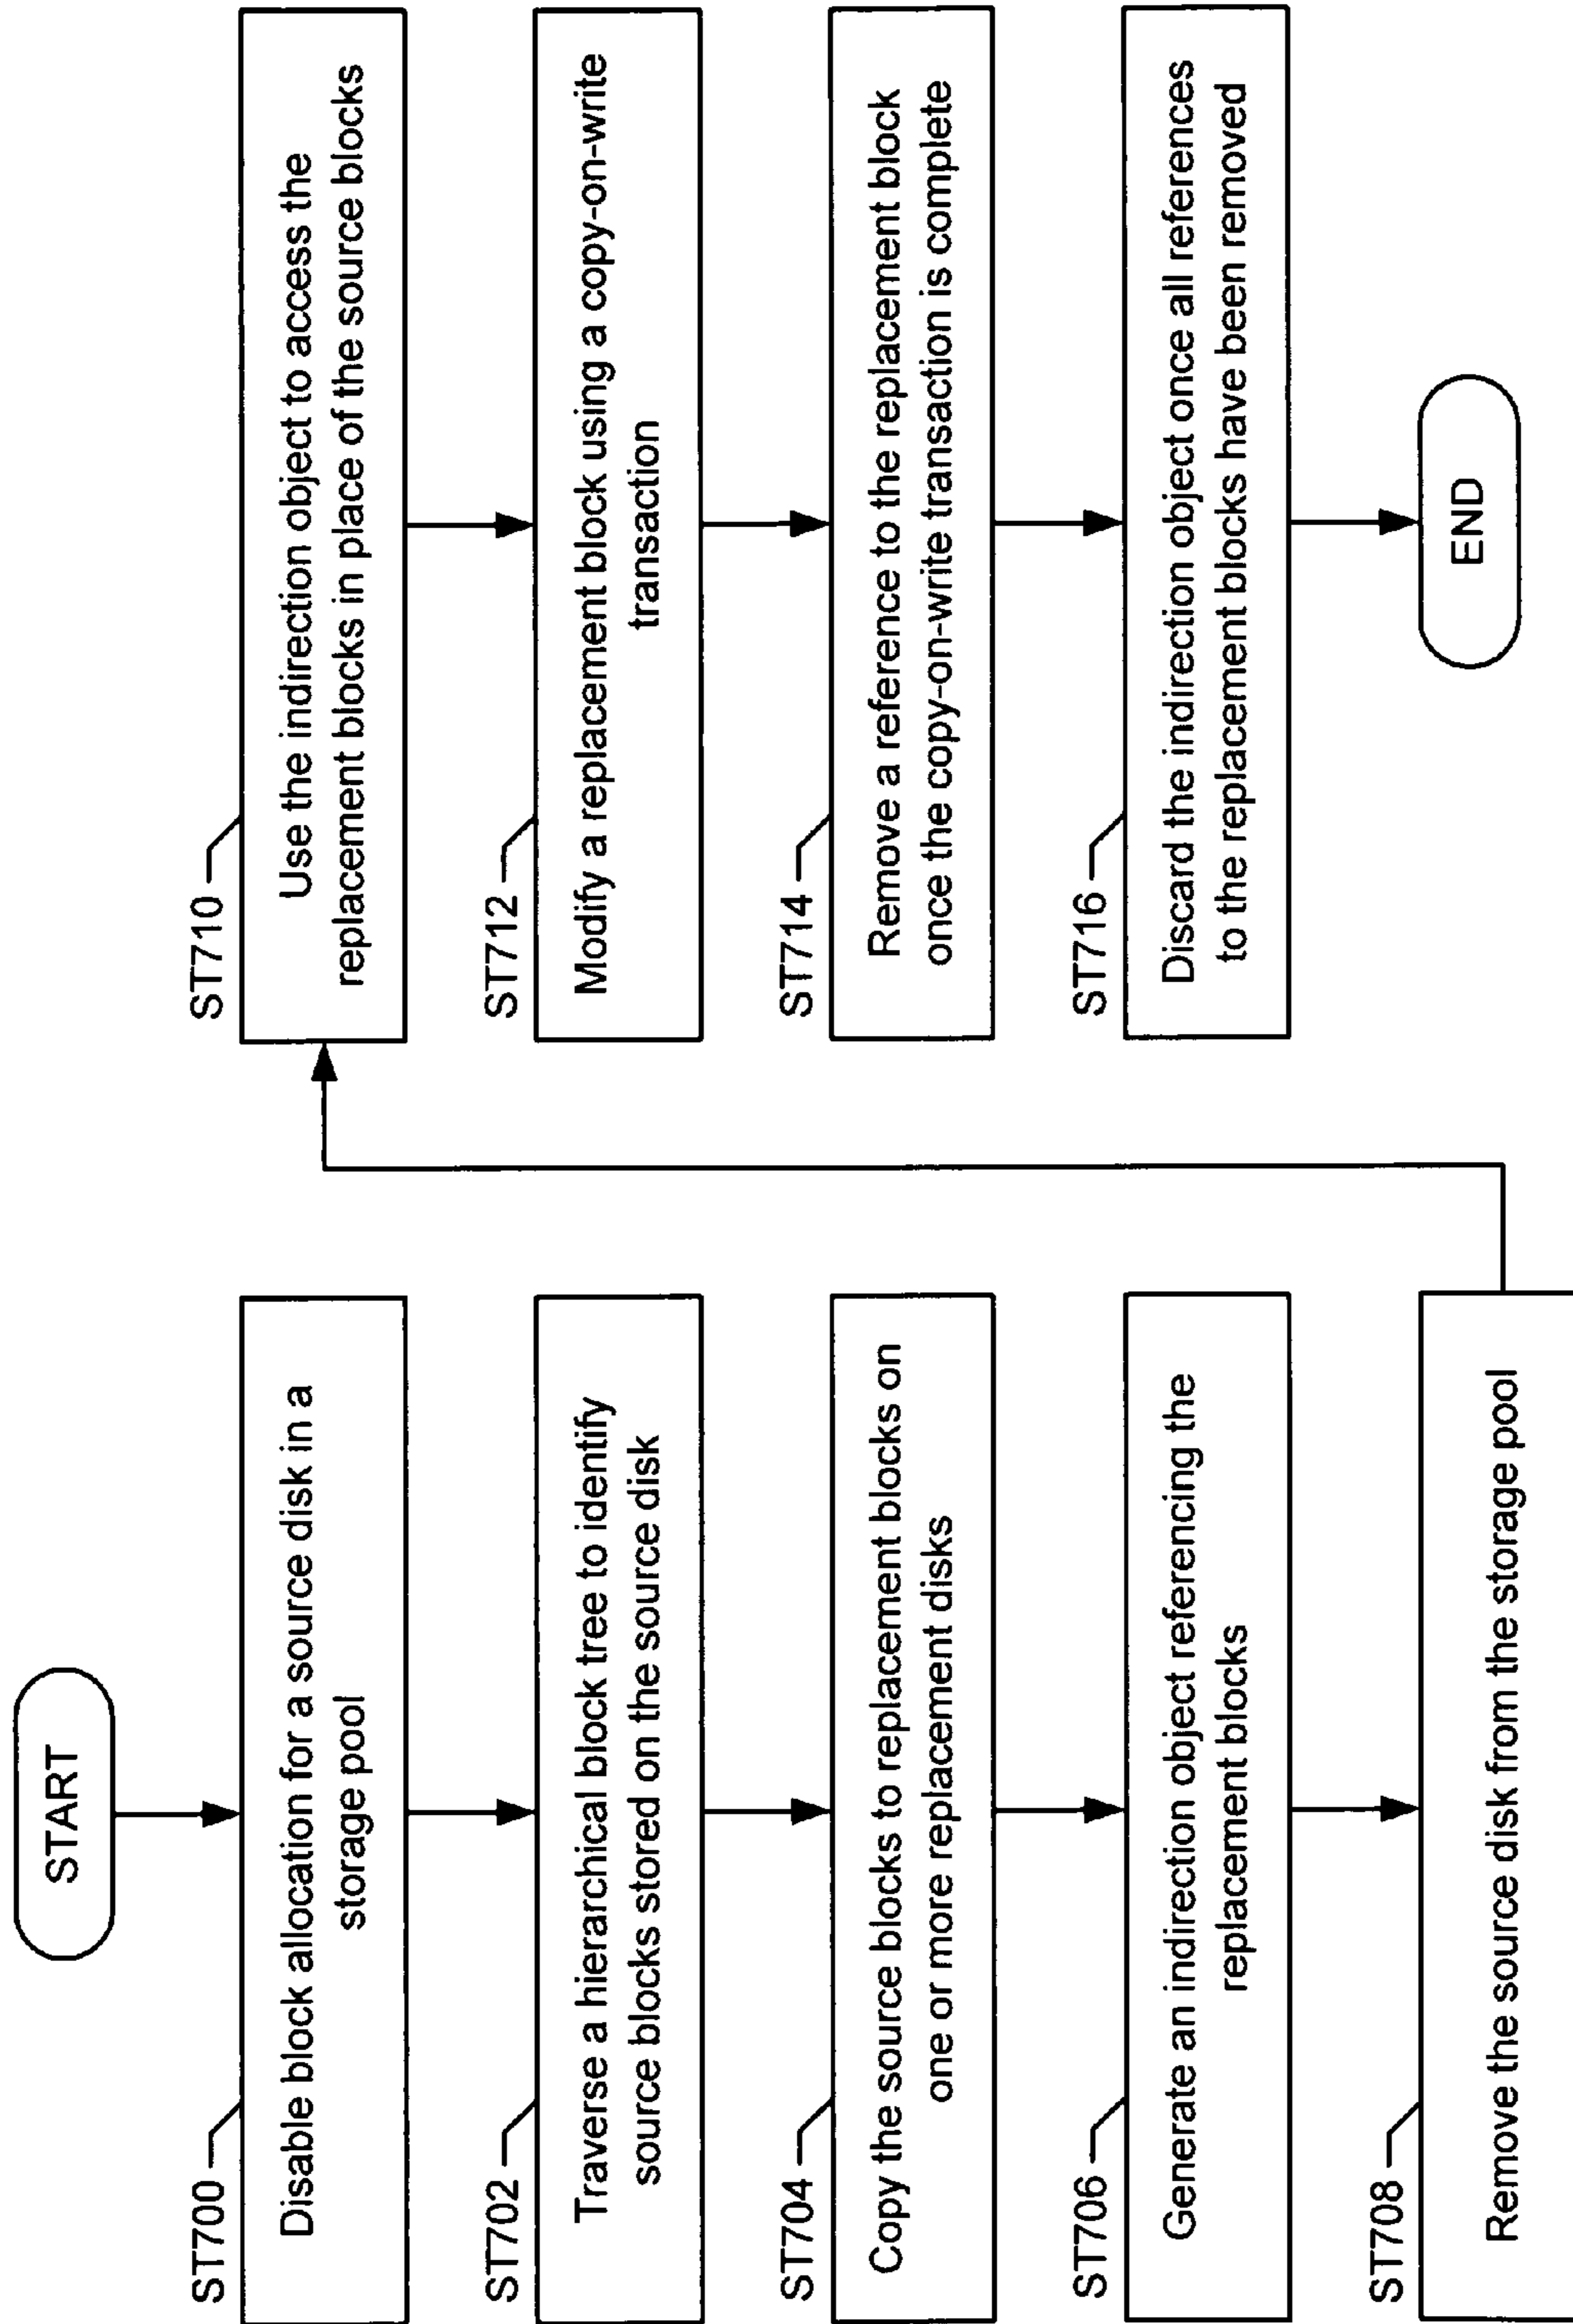 START
ST700
Disable block allocation for a source disk in a
storage pool
ST702
Traverse a hierarchical block tree to identify
source blocks stored on the source disk
ST704
Copy the source blocks to replacement blocks on
one or more replacement disks
ST706
Generate an indirection object referencing the
replacement blocks
ST708
Remove the source disk from the storage pool
ST710
Use the indirection object to access the
replacement blocks in place of the source blocks
ST712
Modify a replacement block using a copy-on-write
transaction
ST714
Remove a reference to the replacement block
once the copy-on-write transaction is complete
ST716
Discard the indirection object once all references
to the replacement blocks have been removed
END